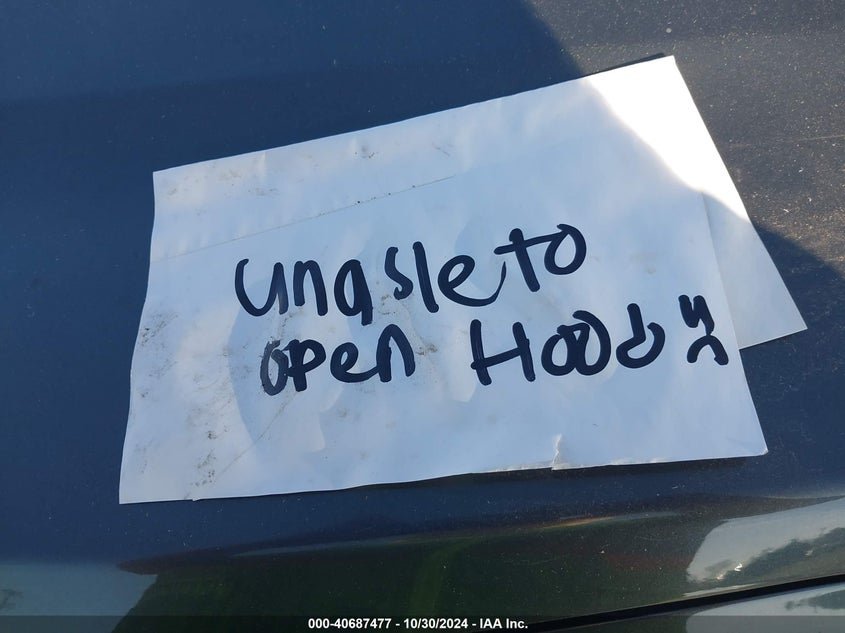 unasle to
open Hood
000-40687477 - 10/30/2024 - IAA Inc.